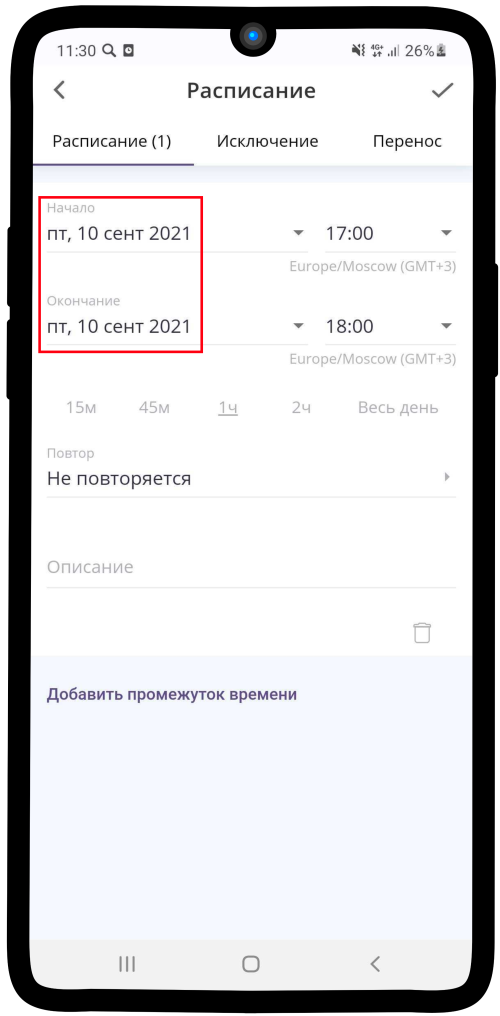 11:30 4G+ 26%
Расписание
Расписание (1) Исключение Перенос
Начало
пт, 10 сент 2021 17:00
Europe/Moscow (GMT+3)
Окончание
пт, 10 сент 2021 18:00
Europe/Moscow (GMT+3)
15м 45м 1ч 2ч Весь день
Повтор
Не повторяется
Описание
Добавить промежуток времени